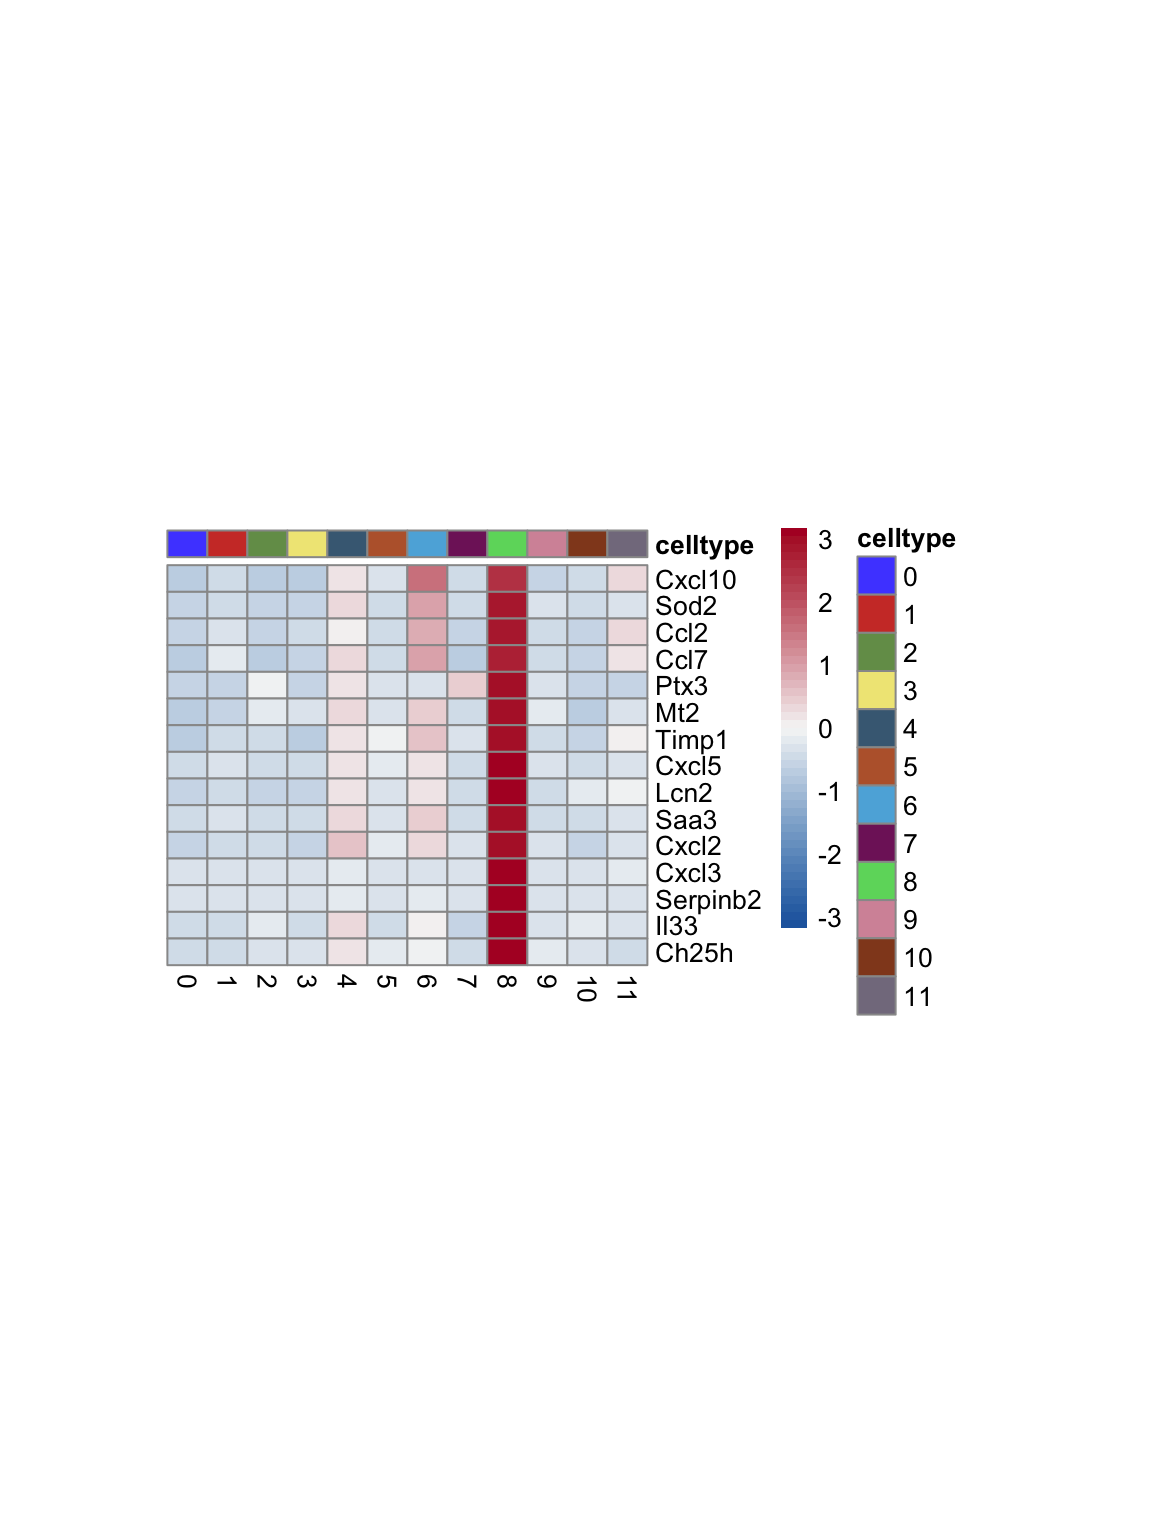 celltype
Cxcl10
Sod2
Ccl2
Ccl7
Ptx3
Mt2
Timp1
Cxcl5
Lcn2
Saa3
Cxcl2
Cxcl3
Serpinb2
Il33
Ch25h
0 1 2 3 4 5 6 7 8 9 10 11
3
2
1
0
-1
-2
-3
celltype
0
1
2
3
4
5
6
7
8
9
10
11